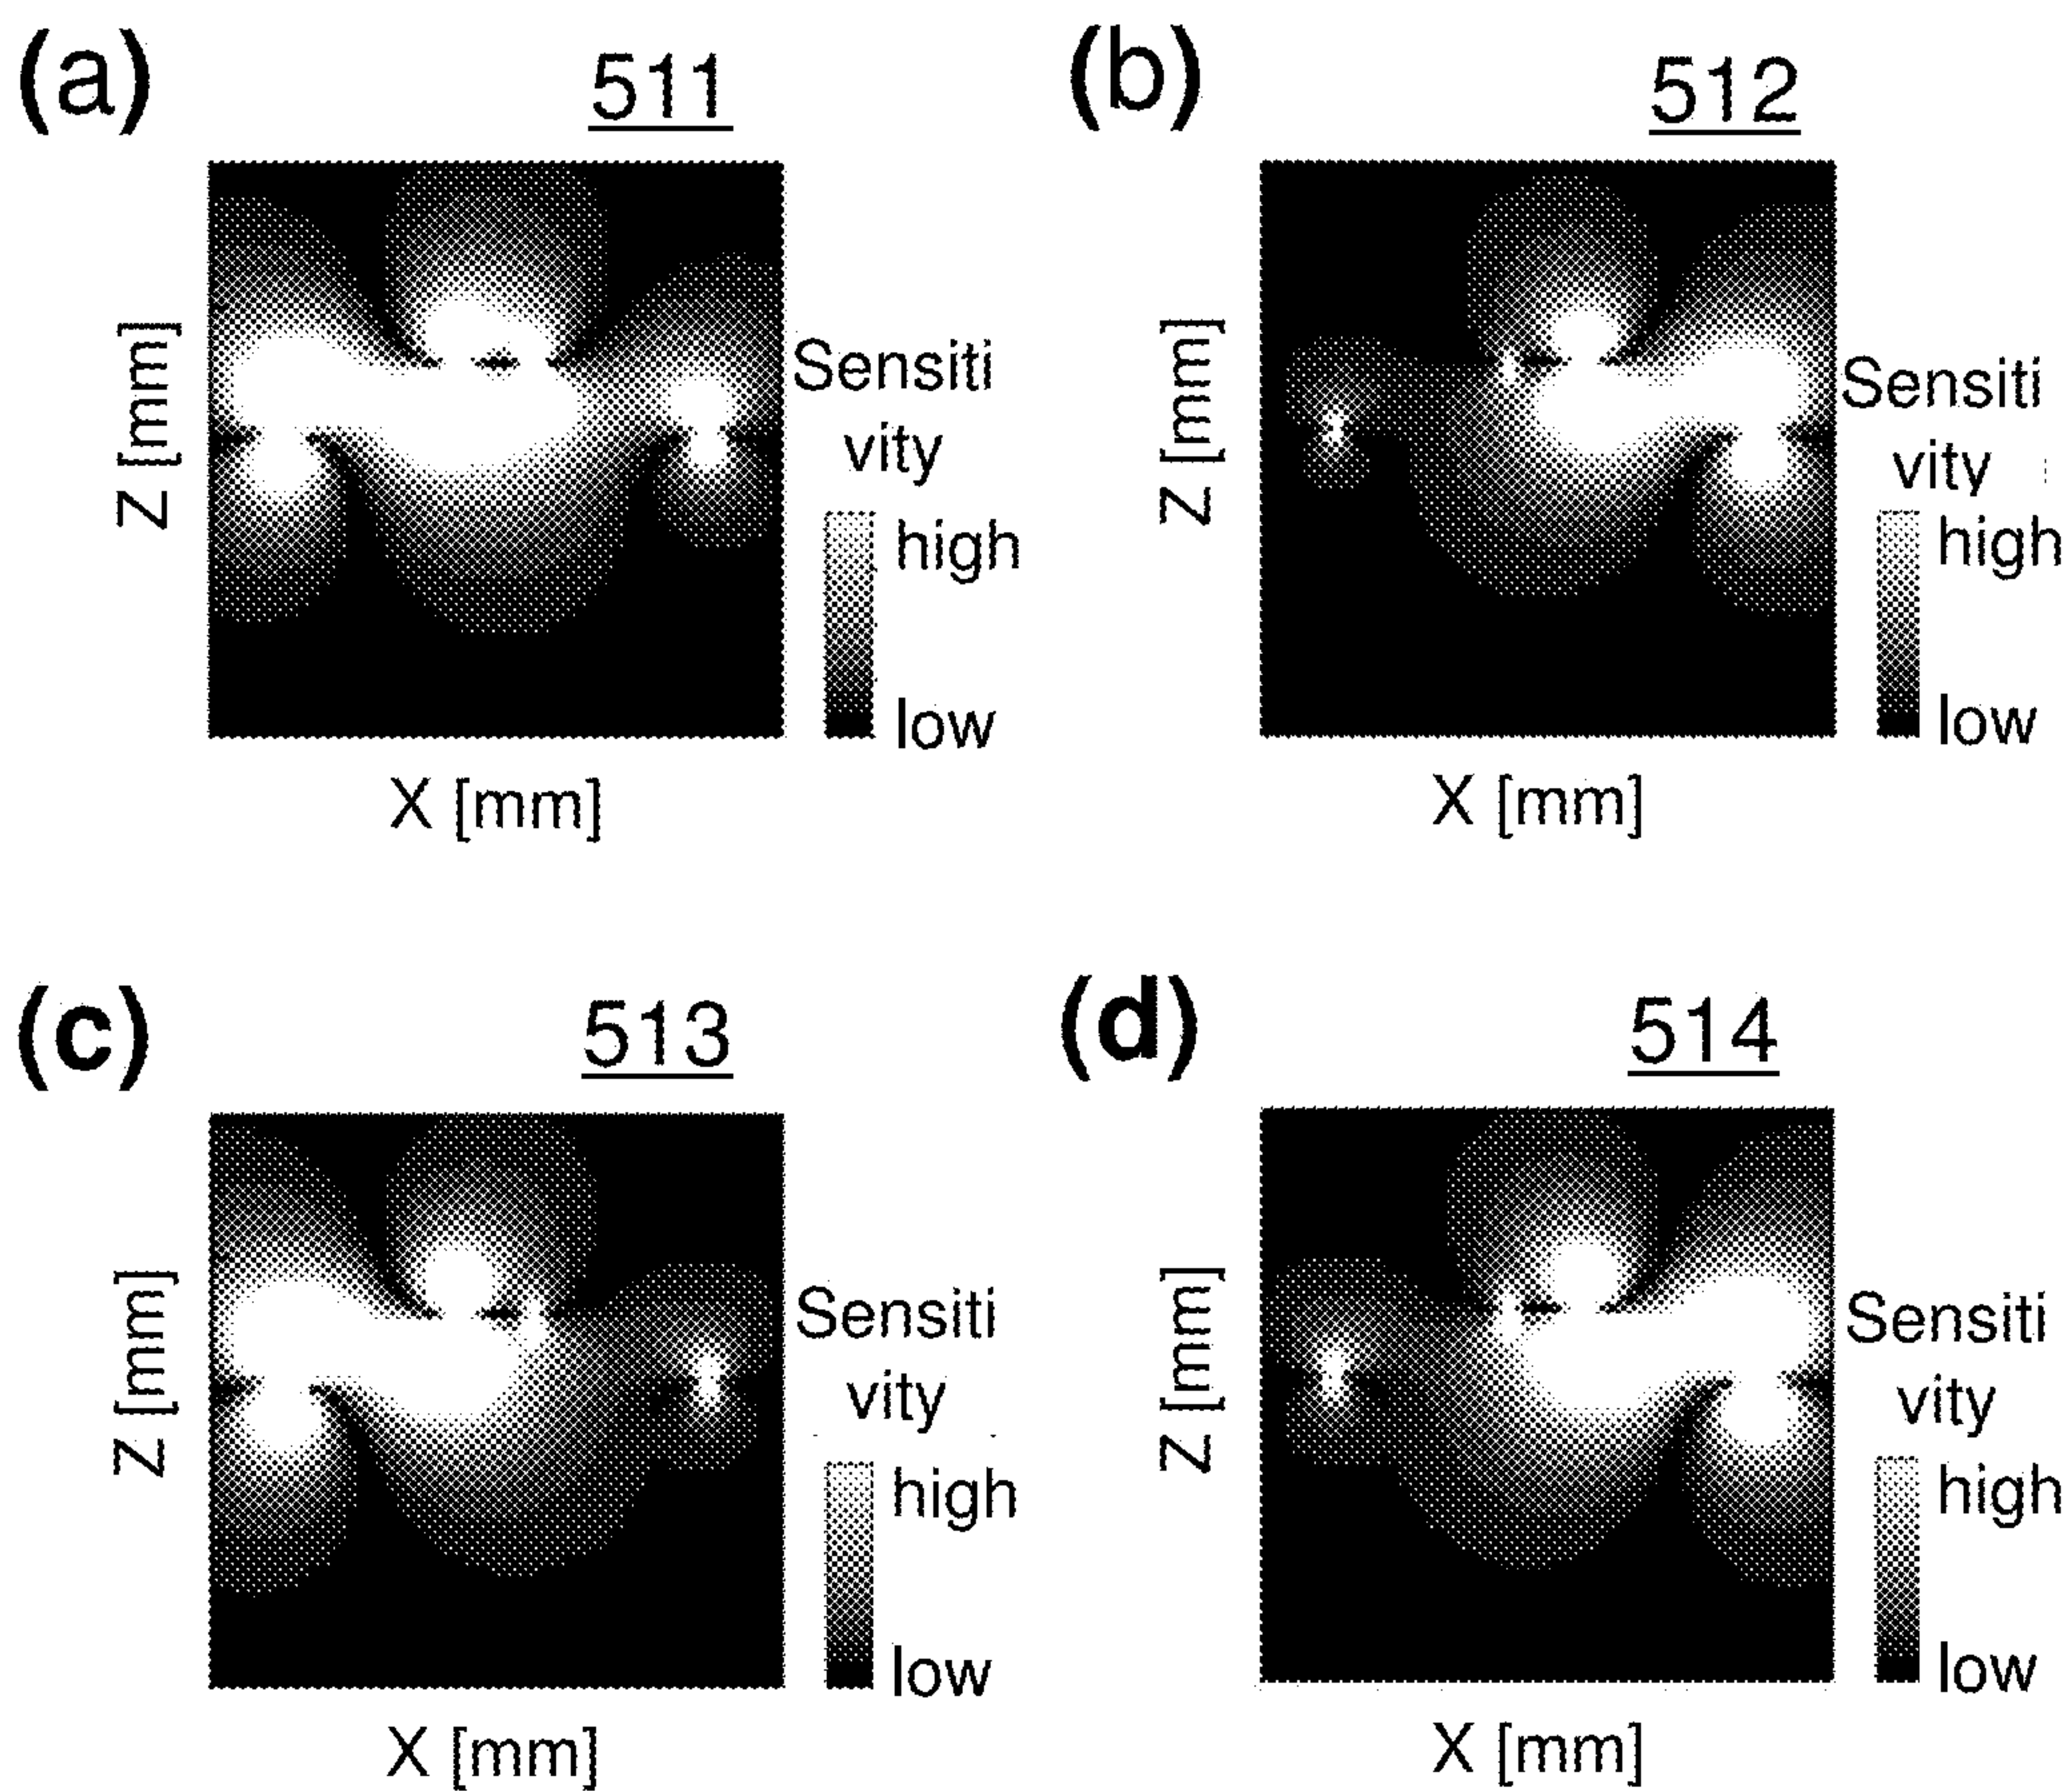 (a)
511
Z [mm]
Sensiti
vity
high
low
X [mm]
(b)
512
Z [mm]
Sensiti
vity
high
low
X [mm]
(c)
513
Z [mm]
Sensiti
vity
high
low
X [mm]
(d)
514
Z [mm]
Sensiti
vity
high
low
X [mm]